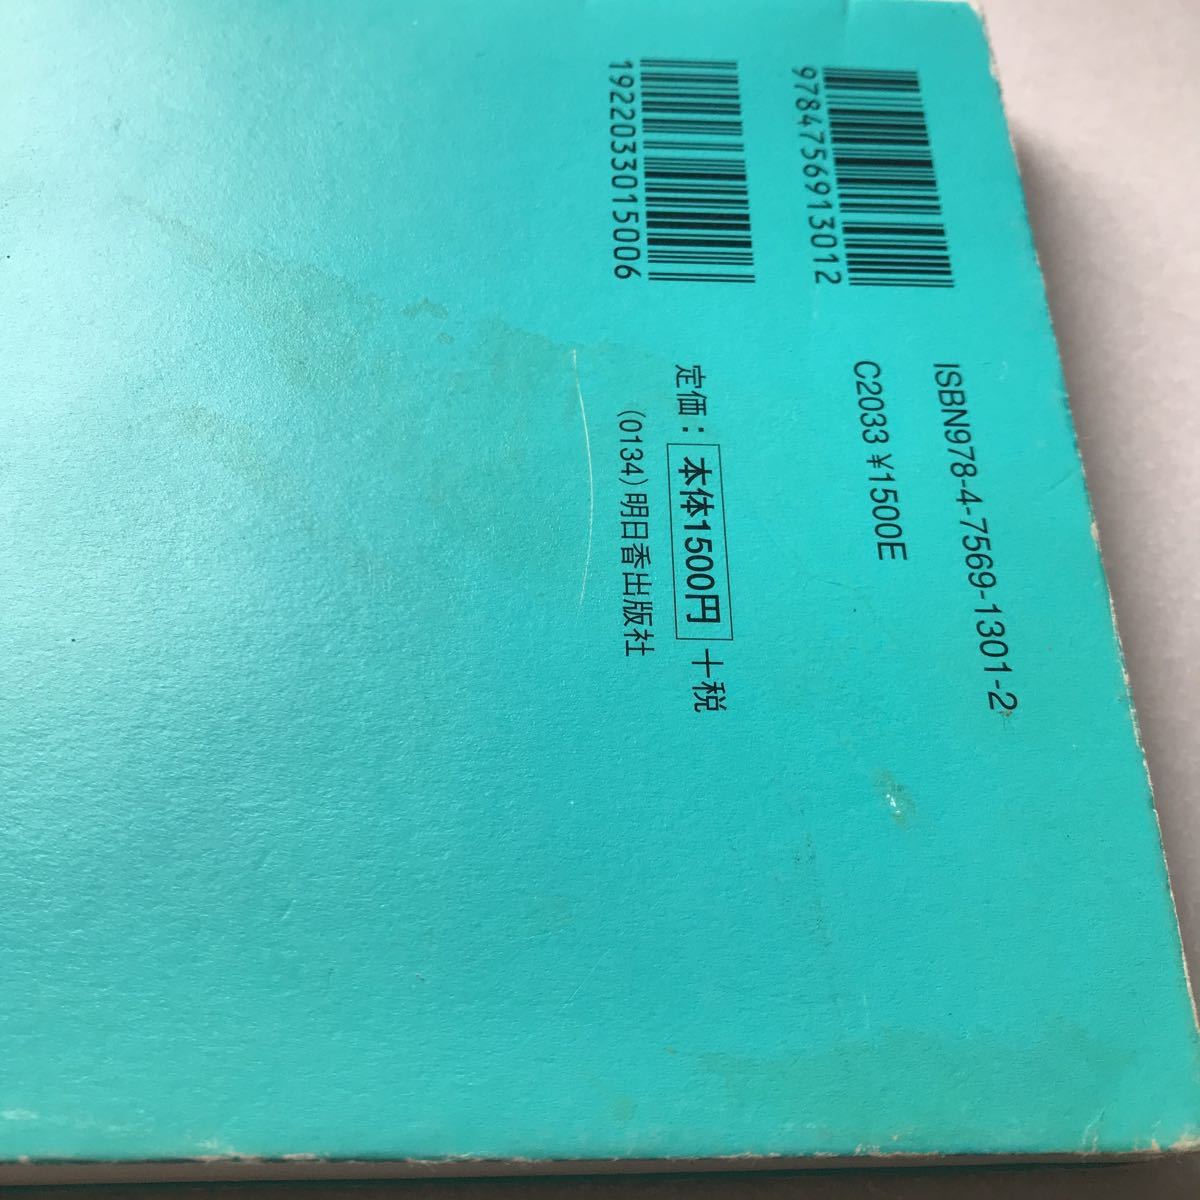 9784756913012
1922033015006
ISBN978-4-7569-1301-2
C2033 ¥1500E
定価：本体1500円＋税
(0134)明日香出版社